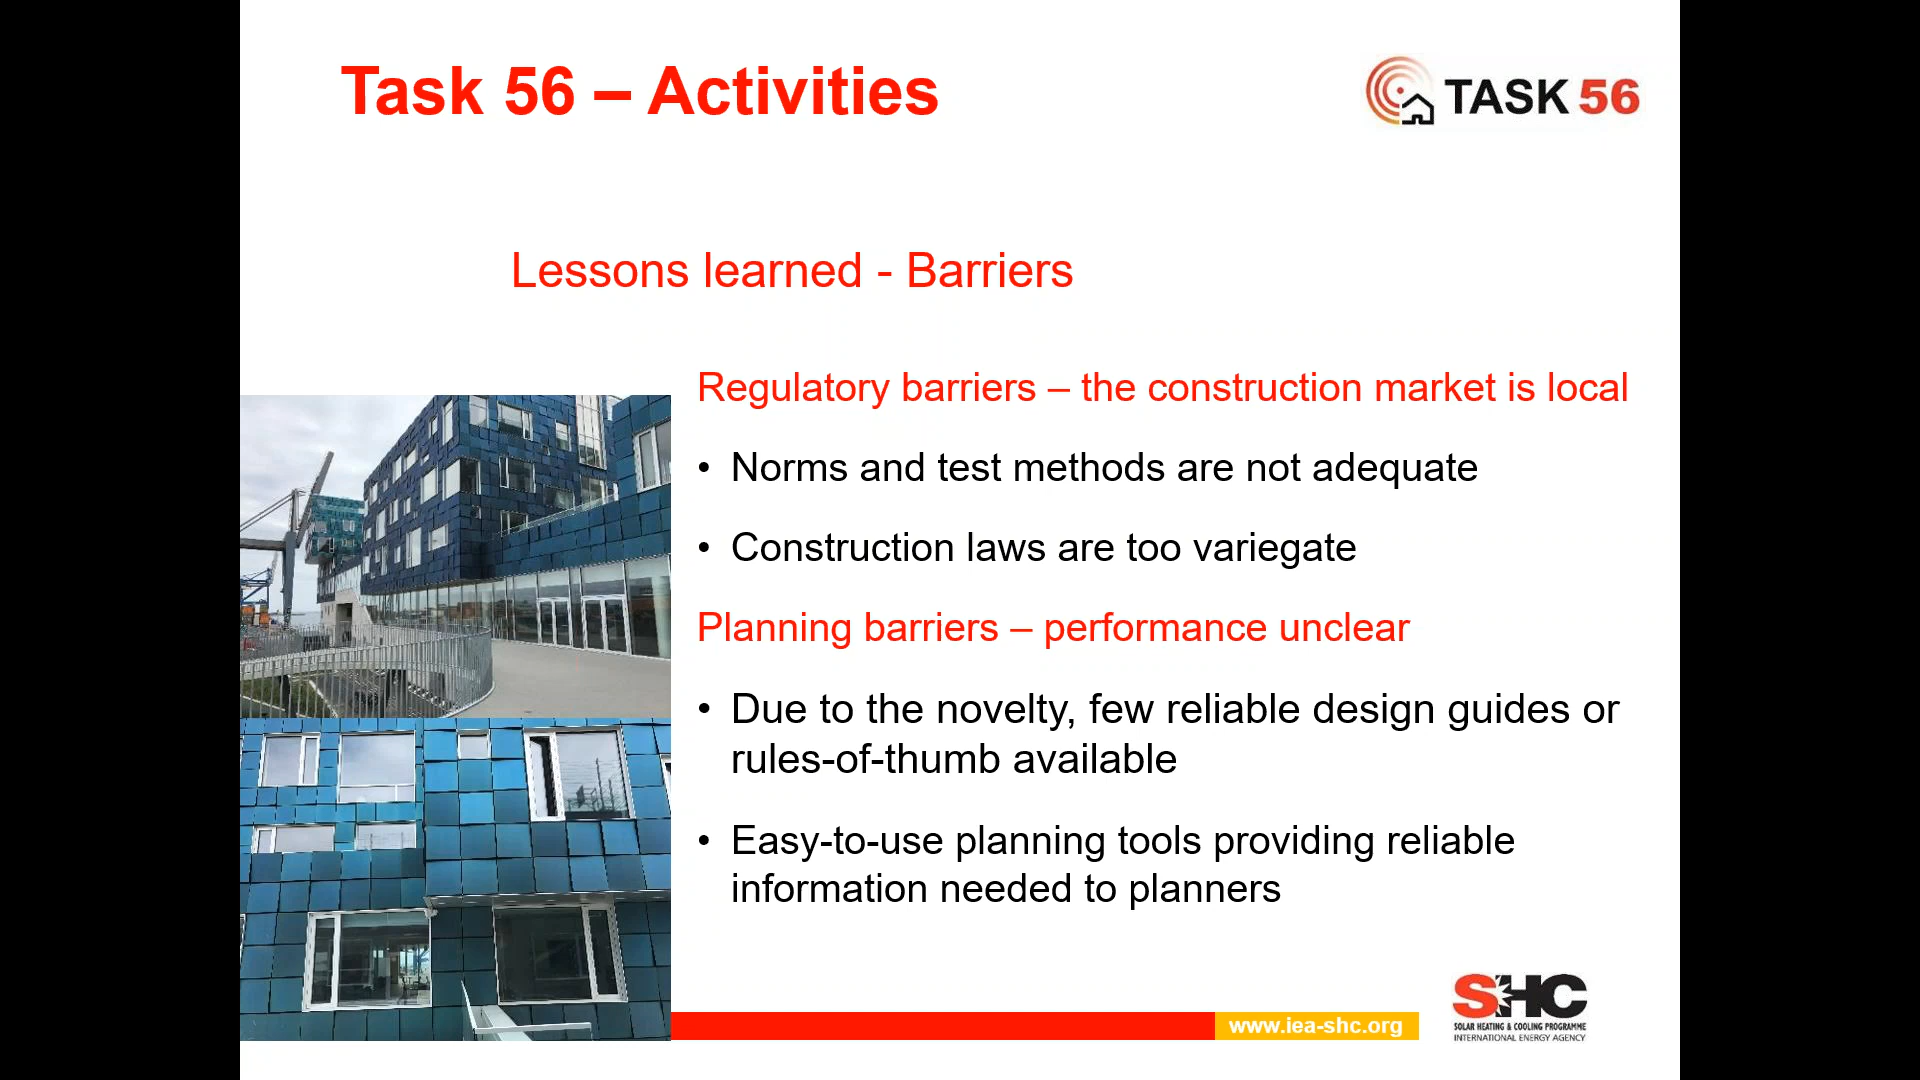 Task 56 – Activities
TASK 56
Lessons learned - Barriers
Regulatory barriers – the construction market is local
• Norms and test methods are not adequate
• Construction laws are too variegate
Planning barriers – performance unclear
• Due to the novelty, few reliable design guides or
rules-of-thumb available
• Easy-to-use planning tools providing reliable
information needed to planners
www.iea-shc.org
SHC
SOLAR HEATING & COOLING PROGRAMME
INTERNATIONAL ENERGY AGENCY